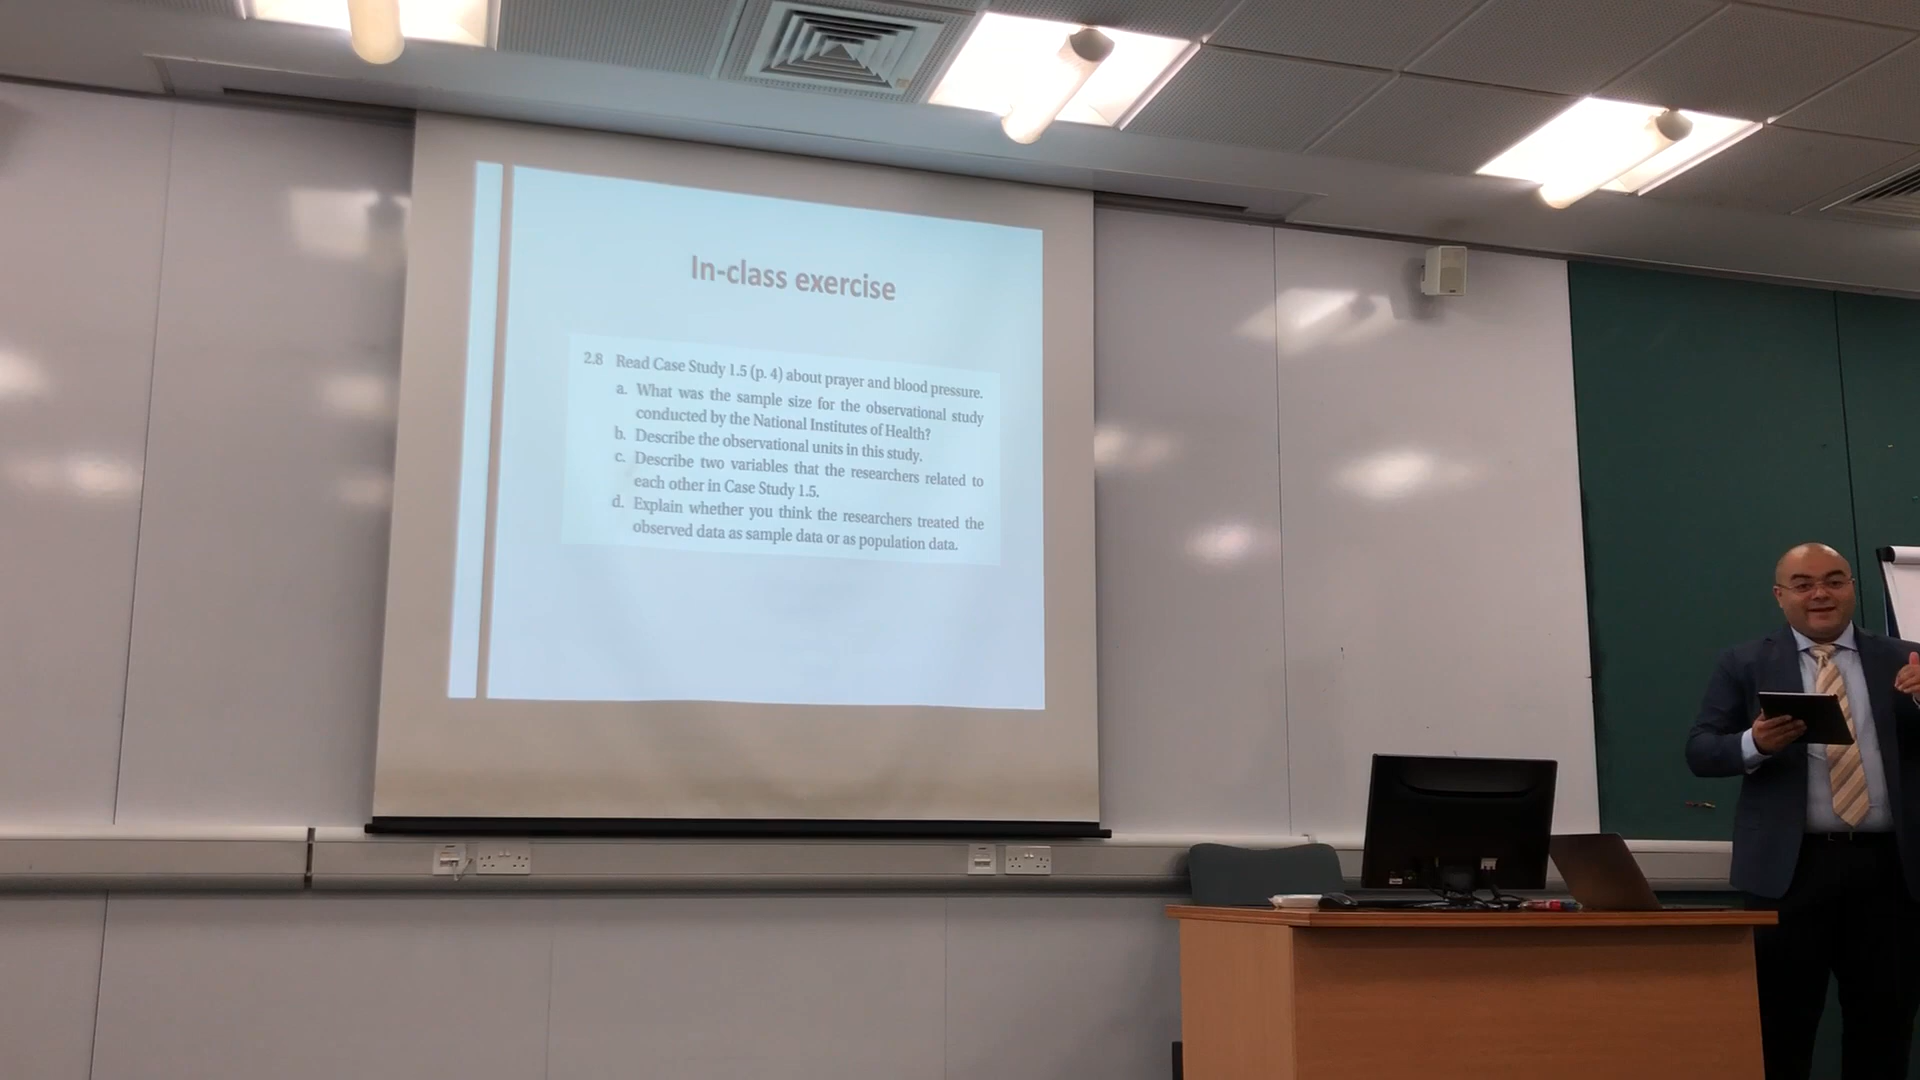 In-class exercise
2.8 Read Case Study 1.5 (p. 4) about prayer and blood pressure.
a. What was the sample size for the observational study
conducted by the National Institutes of Health?
b. Describe the observational units in this study.
c. Describe two variables that the researchers related to
each other in Case Study 1.5.
d. Explain whether you think the researchers treated the
observed data as sample data or as population data.